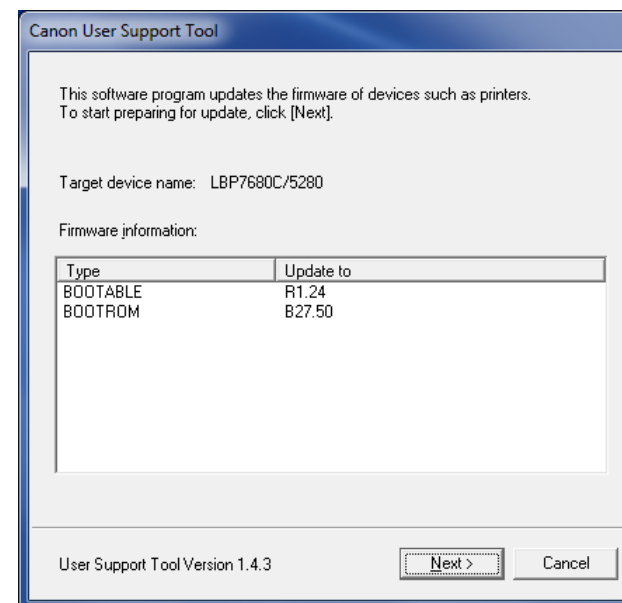 Canon User Support Tool
This software program updates the firmware of devices such as printers.
To start preparing for update, click [Next].
Target device name: LBP7680C/5280
Firmware information:
Type Update to
BOOTABLE R1.24
BOOTROM B27.50
User Support Tool Version 1.4.3 Next > Cancel